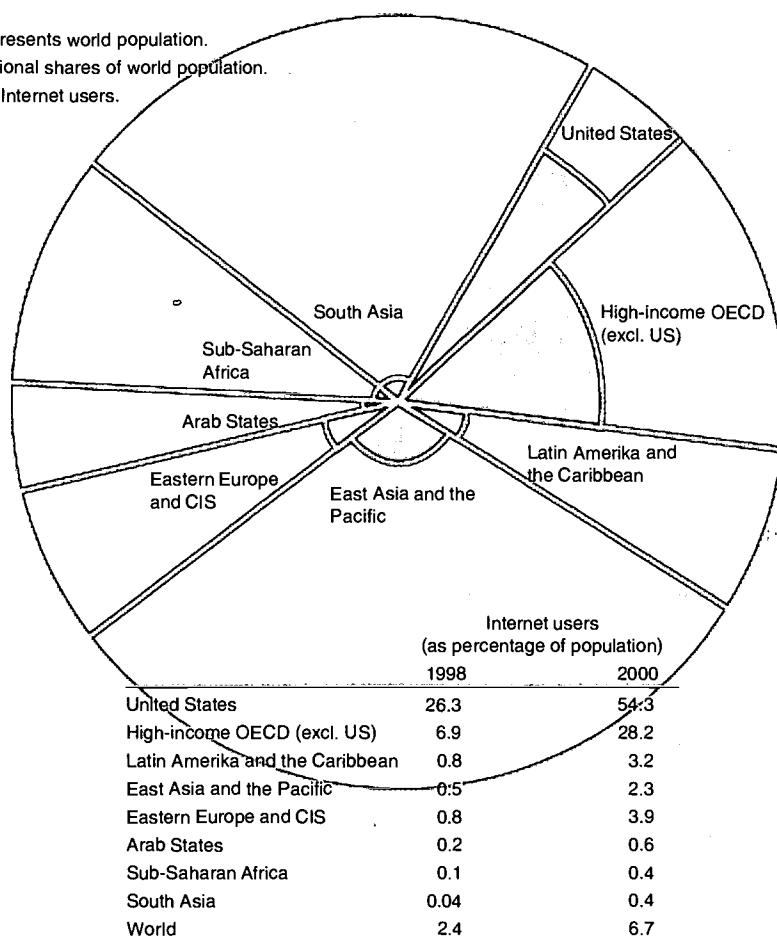 resents world population.
ional shares of world population.
Internet users.
United States
High-income OECD
(excl. US)
South Asia
Sub-Saharan
Africa
Arab States
Latin Amerika and
the Caribbean
Eastern Europe
and CIS
East Asia and the
Pacific
Internet users
(as percentage of population)
1998 2000
United States 26.3 54.3
High-income OECD (excl. US) 6.9 28.2
Latin Amerika and the Caribbean 0.8 3.2
East Asia and the Pacific 0.5 2.3
Eastern Europe and CIS 0.8 3.9
Arab States 0.2 0.6
Sub-Saharan Africa 0.1 0.4
South Asia 0.04 0.4
World 2.4 6.7